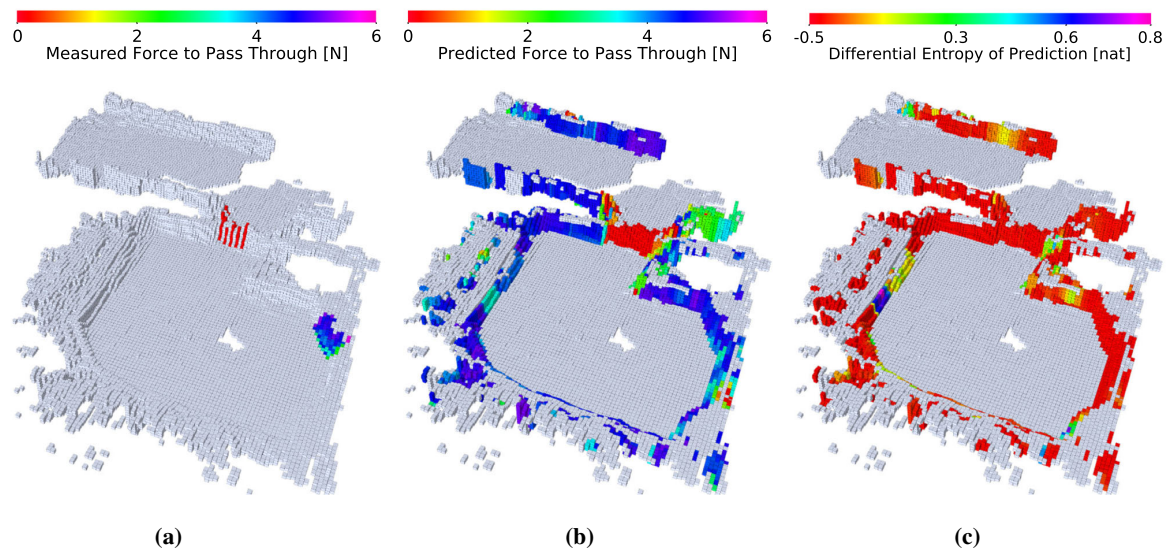 0 2 4 6
Measured Force to Pass Through [N]
0 2 4 6
Predicted Force to Pass Through [N]
-0.5 0.3 0.6 0.8
Differential Entropy of Prediction [nat]
(a)
(b)
(c)